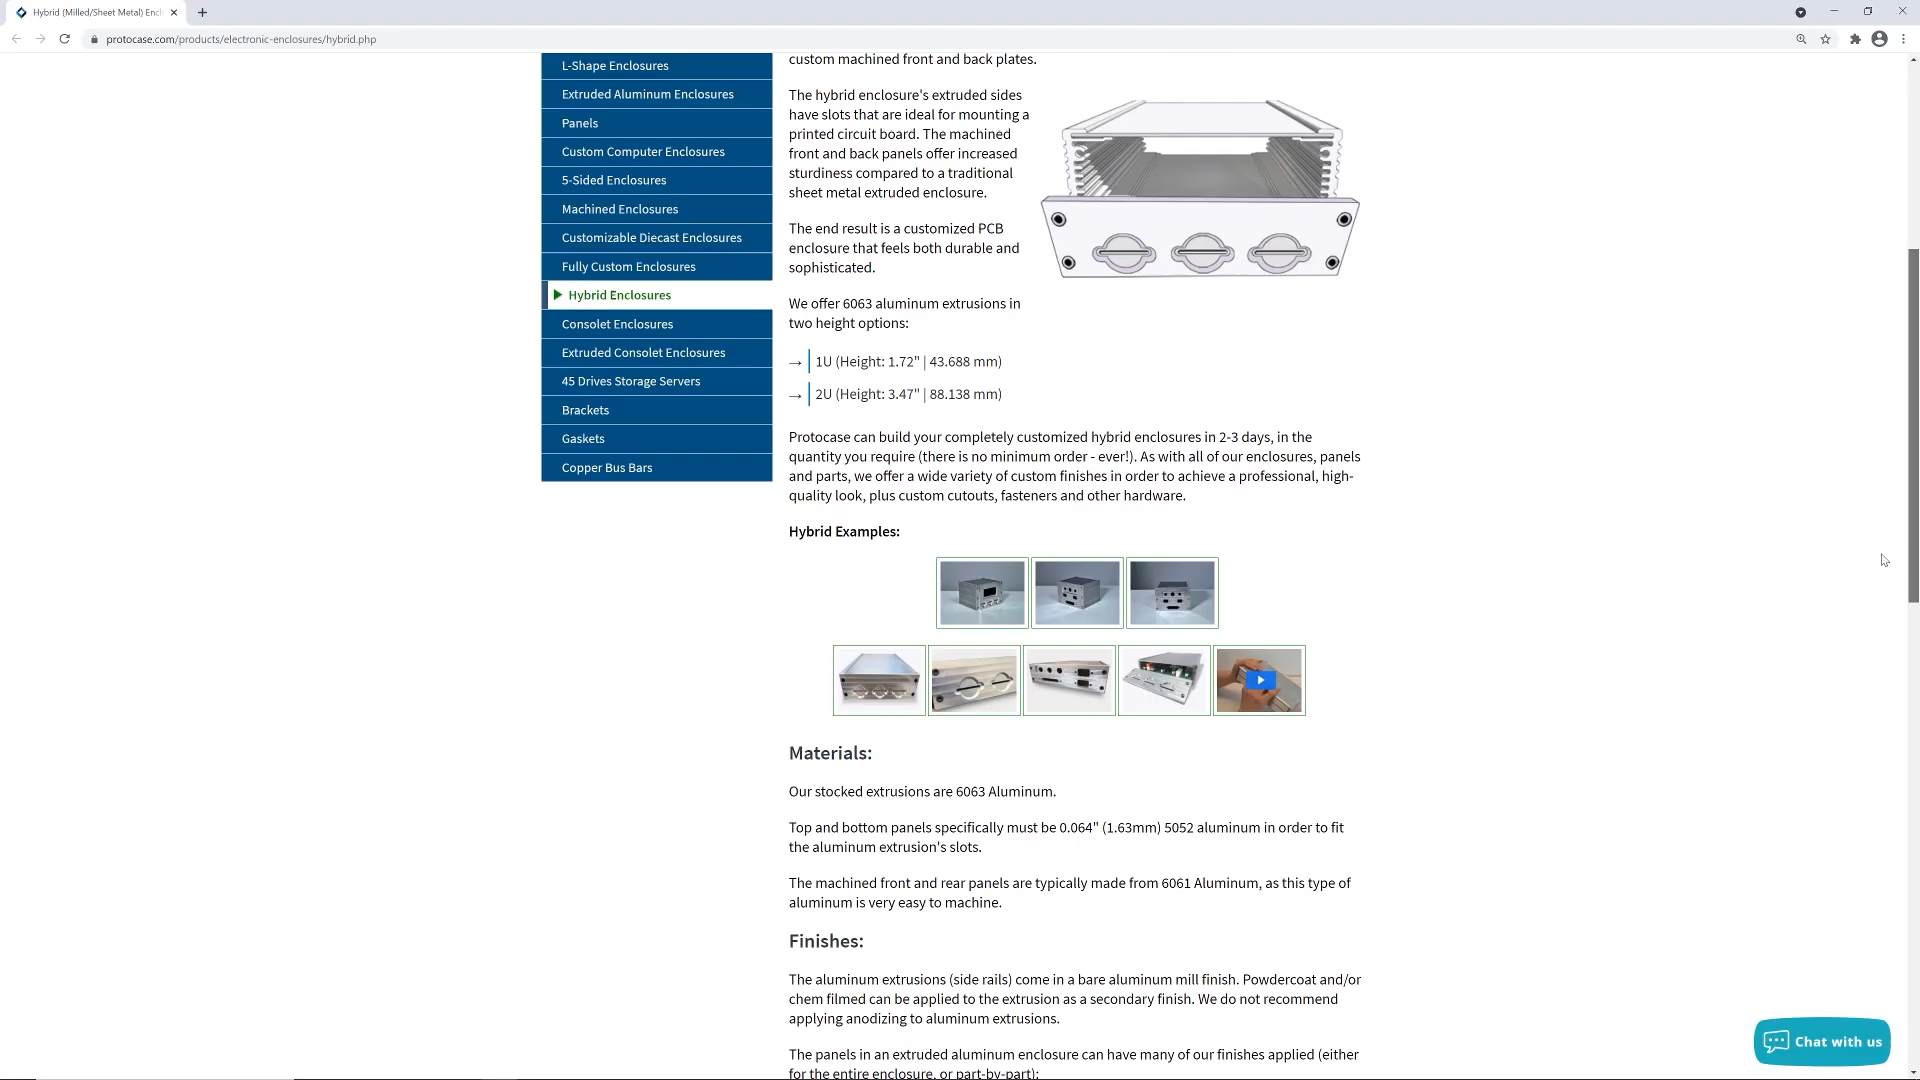 Hybrid (Milled/Sheet Metal) Encl
protocase.com/products/electronic-enclosures/hybrid.php
L-Shape Enclosures
Extruded Aluminum Enclosures
Panels
Custom Computer Enclosures
5-Sided Enclosures
Machined Enclosures
Customizable Diecast Enclosures
Fully Custom Enclosures
Hybrid Enclosures
Consolet Enclosures
Extruded Consolet Enclosures
45 Drives Storage Servers
Brackets
Gaskets
Copper Bus Bars
custom machined front and back plates.
The hybrid enclosure's extruded sides
have slots that are ideal for mounting a
printed circuit board. The machined
front and back panels offer increased
sturdiness compared to a traditional
sheet metal extruded enclosure.
The end result is a customized PCB
enclosure that feels both durable and
sophisticated.
We offer 6063 aluminum extrusions in
two height options:
→ 1U (Height: 1.72" | 43.688 mm)
→ 2U (Height: 3.47" | 88.138 mm)
Protocase can build your completely customized hybrid enclosures in 2-3 days, in the
quantity you require (there is no minimum order - ever!). As with all of our enclosures, panels
and parts, we offer a wide variety of custom finishes in order to achieve a professional, high-
quality look, plus custom cutouts, fasteners and other hardware.
Hybrid Examples:
Materials:
Our stocked extrusions are 6063 Aluminum.
Top and bottom panels specifically must be 0.064" (1.63mm) 5052 aluminum in order to fit
the aluminum extrusion's slots.
The machined front and rear panels are typically made from 6061 Aluminum, as this type of
aluminum is very easy to machine.
Finishes:
The aluminum extrusions (side rails) come in a bare aluminum mill finish. Powdercoat and/or
chem filmed can be applied to the extrusion as a secondary finish. We do not recommend
applying anodizing to aluminum extrusions.
The panels in an extruded aluminum enclosure can have many of our finishes applied (either
for the entire enclosure, or part-by-part):
Chat with us